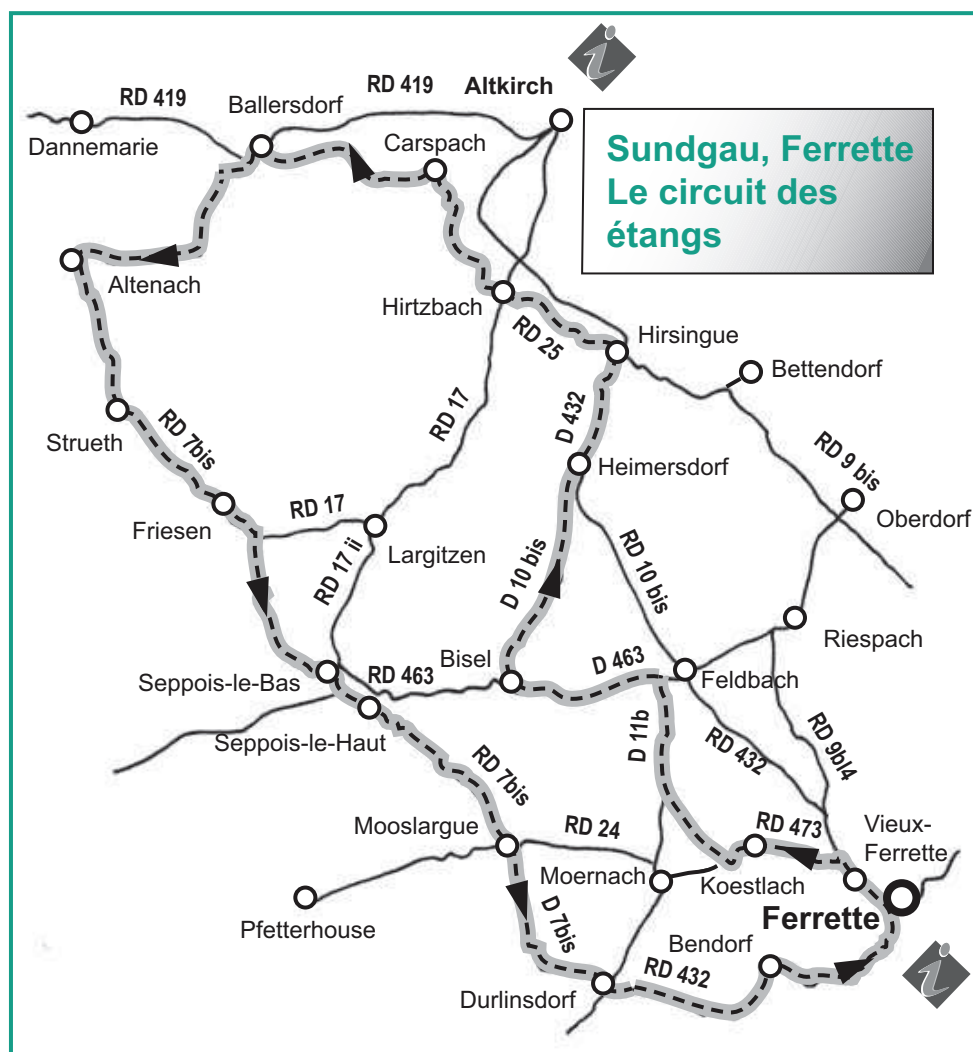 RD 419
Ballersdorf
RD 419
Altkirch
Dannemarie
Carspach
Sundgau, Ferrette
Le circuit des
étangs
Altenach
Hirtzbach
RD 25
Hirsingue
Bettendorf
Strueth
RD 7bis
RD 17
D 432
Heimersdorf
RD 9 bis
Friesen
RD 17
Largitzen
Oberdorf
RD 17 ii
D 10 bis
RD 10 bis
Riespach
Seppois-le-Bas
RD 463
Bisel
D 463
Feldbach
Seppois-le-Haut
D 11b
RD 432
RD 9bl4
RD 7bis
Mooslargue
RD 24
RD 473
Vieux-
Ferrette
Moernach
Koestlach
Pfetterhouse
D 7bis
Ferrette
Bendorf
Durlinsdorf
RD 432